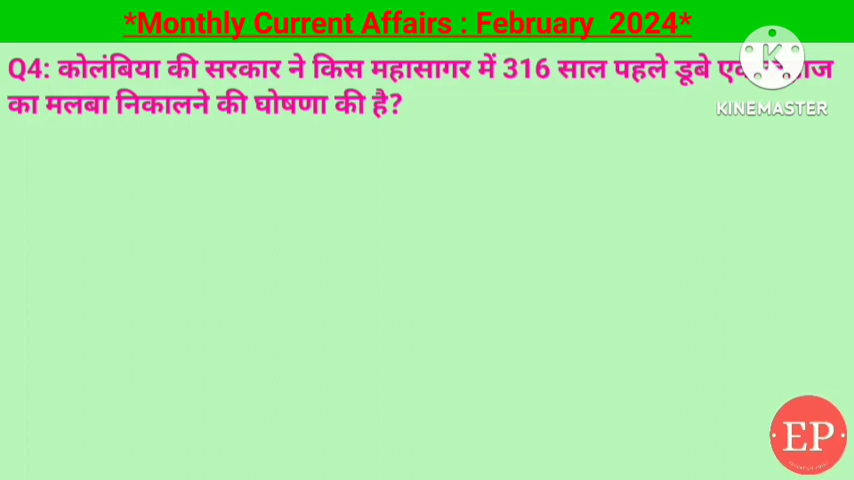 *Monthly Current Affairs : February 2024*
Q4: कोलंबिया की सरकार ने किस महासागर में 316 साल पहले डूबे
का मलबा निकालने की घोषणा की है?
KINEMASTER
EP